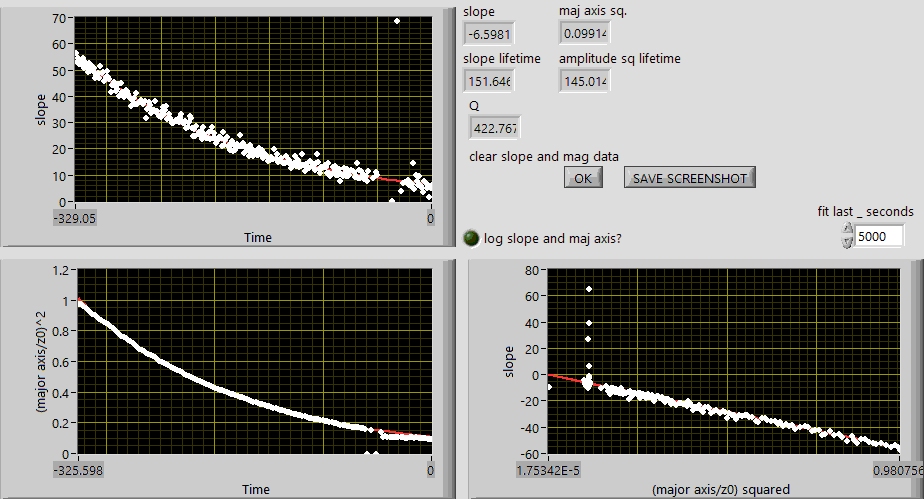 70
60
50
40
30
20
10
0
slope
-329.05
0
Time
slope
maj axis sq.
-6.5981
0.09914
slope lifetime
amplitude sq lifetime
151.646
145.014
Q
422.767
clear slope and mag data
OK
SAVE SCREENSHOT
fit last _ seconds
log slope and maj axis?
5000
1.2
1
0.8
0.6
0.4
0.2
0
(major axis/z0)^2
-325.598
0
Time
80
60
40
20
0
-20
-40
-60
slope
1.75342E-5
0.980756
(major axis/z0) squared